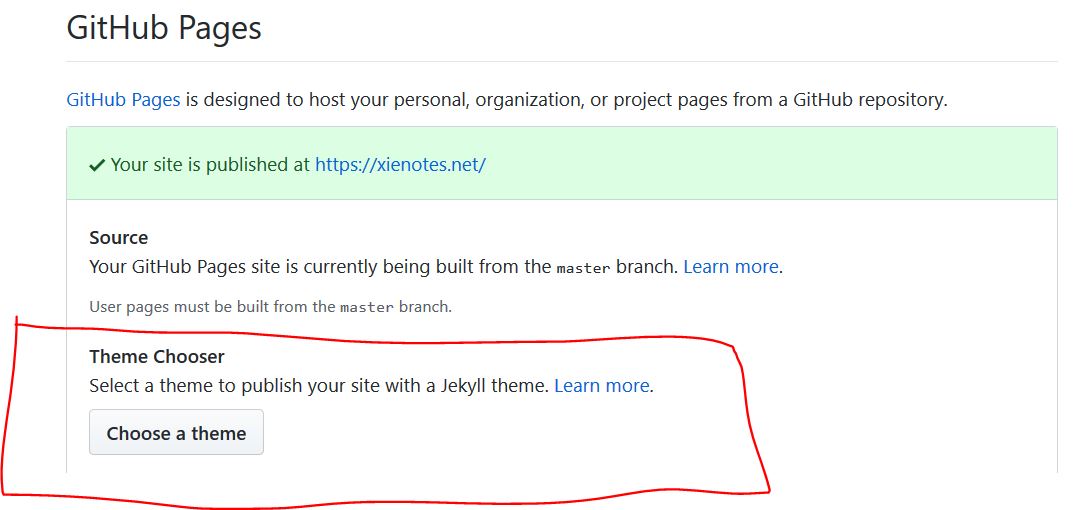 GitHub Pages
GitHub Pages is designed to host your personal, organization, or project pages from a GitHub repository.
Your site is published at https://xienotes.net/
Source
Your GitHub Pages site is currently being built from the master branch. Learn more.
User pages must be built from the master branch.
Theme Chooser
Select a theme to publish your site with a Jekyll theme. Learn more.
Choose a theme